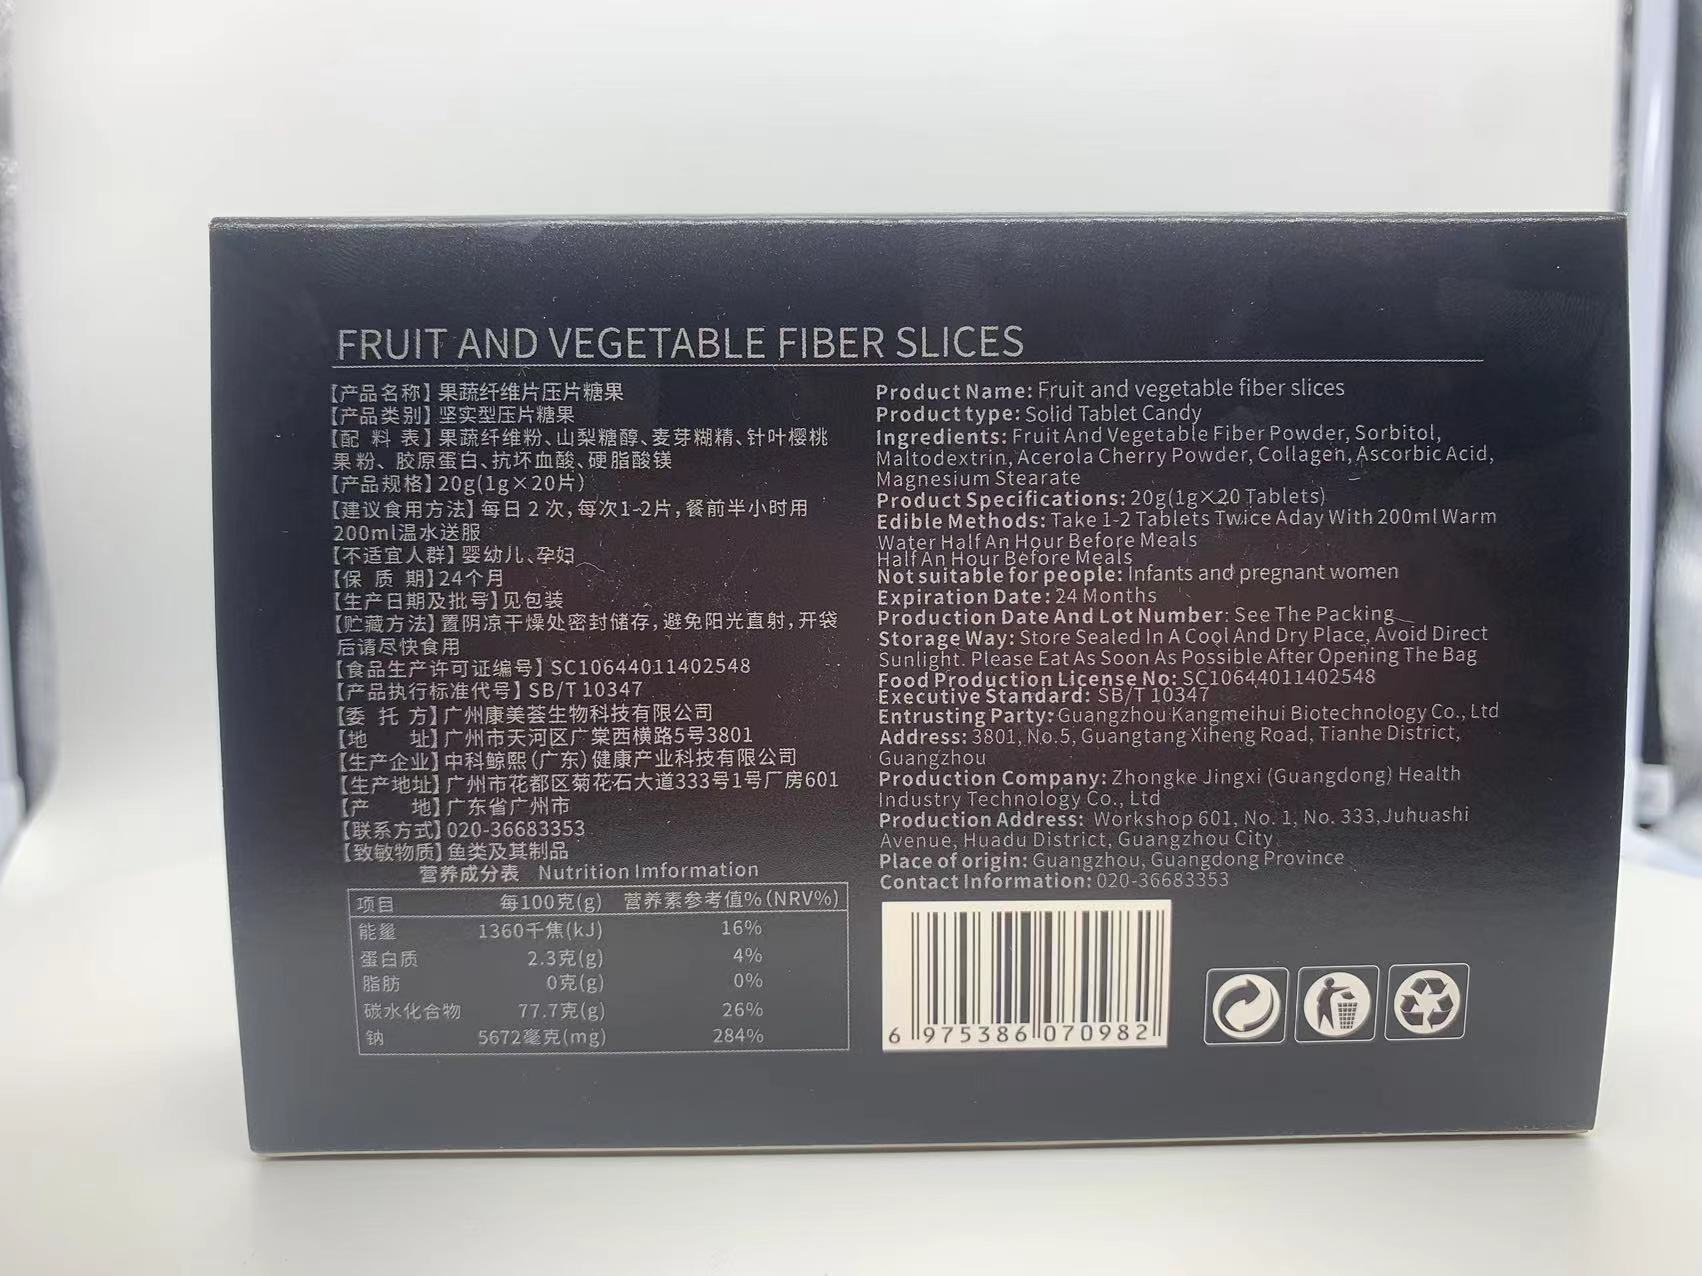 FRUIT AND VEGETABLE FIBER SLICES
【产品名称】果蔬纤维片压片糖果
【产品类别】坚实型压片糖果
【配 料 表】果蔬纤维粉、山梨糖醇、麦芽糊精、针叶樱桃
果粉、胶原蛋白、抗坏血酸、硬脂酸镁
【产品规格】20g(1g×20片)
【建议食用方法】每日 2 次,每次1-2片,餐前半小时用
200ml温水送服
【不适宜人群】婴幼儿、孕妇
【保 质 期】24个月
【生产日期及批号】见包装
【贮藏方法】置阴凉干燥处密封储存,避免阳光直射,开袋
后请尽快食用
【食品生产许可证编号】SC10644011402548
【产品执行标准代号】SB/T 10347
【委 托 方】广州康美荟生物科技有限公司
【地 址】广州市天河区广棠西横路5号3801
【生产企业】中科鲸熙(广东)健康产业科技有限公司
【生产地址】广州市花都区菊花石大道333号1号厂房601
【产 地】广东省广州市
【联系方式】020-36683353
【致敏物质】鱼类及其制品
营养成分表 Nutrition Imformation
项目 每100克(g) 营养素参考值%(NRV%)
能量 1360千焦(kJ) 16%
蛋白质 2.3克(g) 4%
脂肪 0克(g) 0%
碳水化合物 77.7克(g) 26%
钠 5672毫克(mg) 284%
Product Name: Fruit and vegetable fiber slices
Product type: Solid Tablet Candy
Ingredients: Fruit And Vegetable Fiber Powder, Sorbitol,
Maltodextrin, Acerola Cherry Powder, Collagen, Ascorbic Acid,
Magnesium Stearate
Product Specifications: 20g(1g×20 Tablets)
Edible Methods: Take 1-2 Tablets Twice Aday With 200ml Warm
Water Half An Hour Before Meals
Half An Hour Before Meals
Not suitable for people: Infants and pregnant women
Expiration Date: 24 Months
Production Date And Lot Number: See The Packing
Storage Way: Store Sealed In A Cool And Dry Place, Avoid Direct
Sunlight. Please Eat As Soon As Possible After Opening The Bag
Food Production License No: SC10644011402548
Executive Standard: SB/T 10347
Entrusting Party: Guangzhou Kangmeihui Biotechnology Co., Ltd
Address: 3801, No.5, Guangtang Xiheng Road, Tianhe District,
Guangzhou
Production Company: Zhongke Jingxi (Guangdong) Health
Industry Technology Co., Ltd
Production Address: Workshop 601, No. 1, No. 333,Juhuashi
Avenue, Huadu District, Guangzhou City
Place of origin: Guangzhou, Guangdong Province
Contact Information: 020-36683353
6 975386 070982